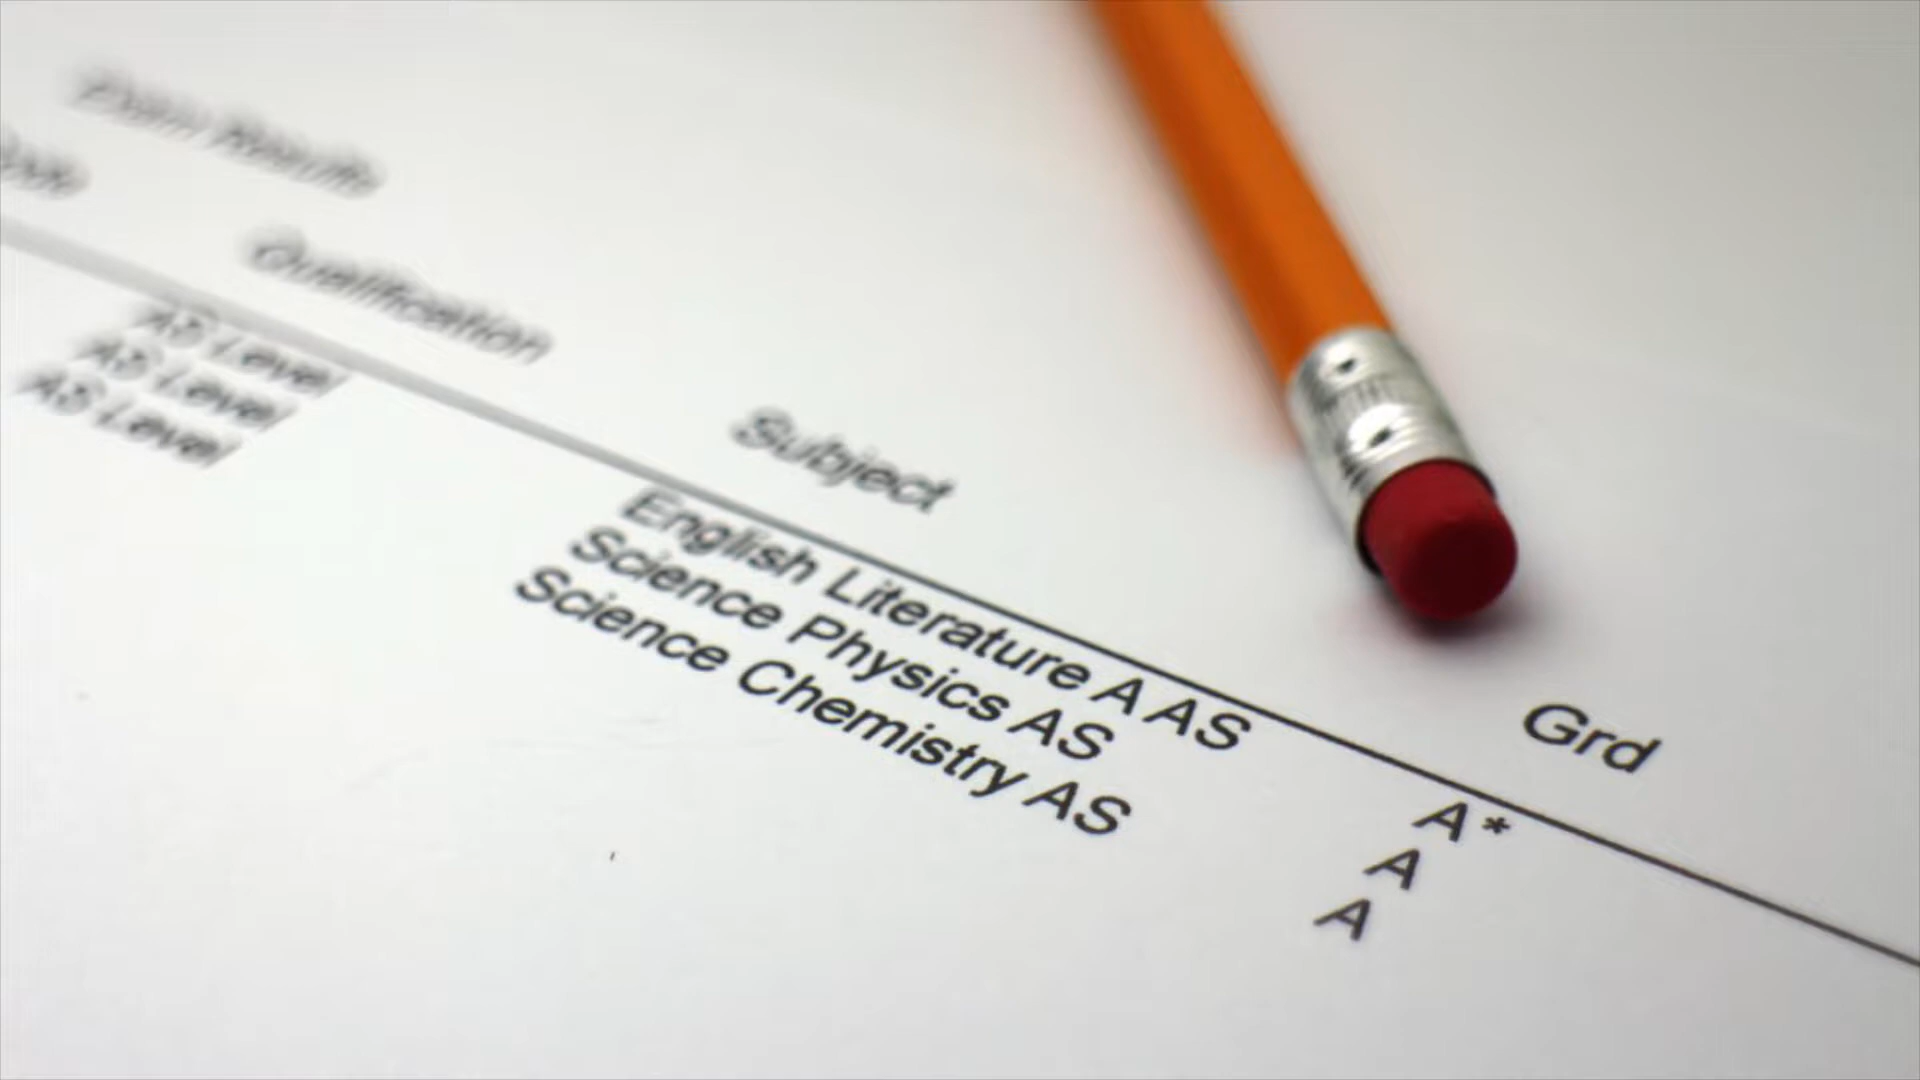 Exam Results
Qualification Subject Grd
AS Level English Literature A AS A*
AS Level Science Physics AS A
AS Level Science Chemistry AS A